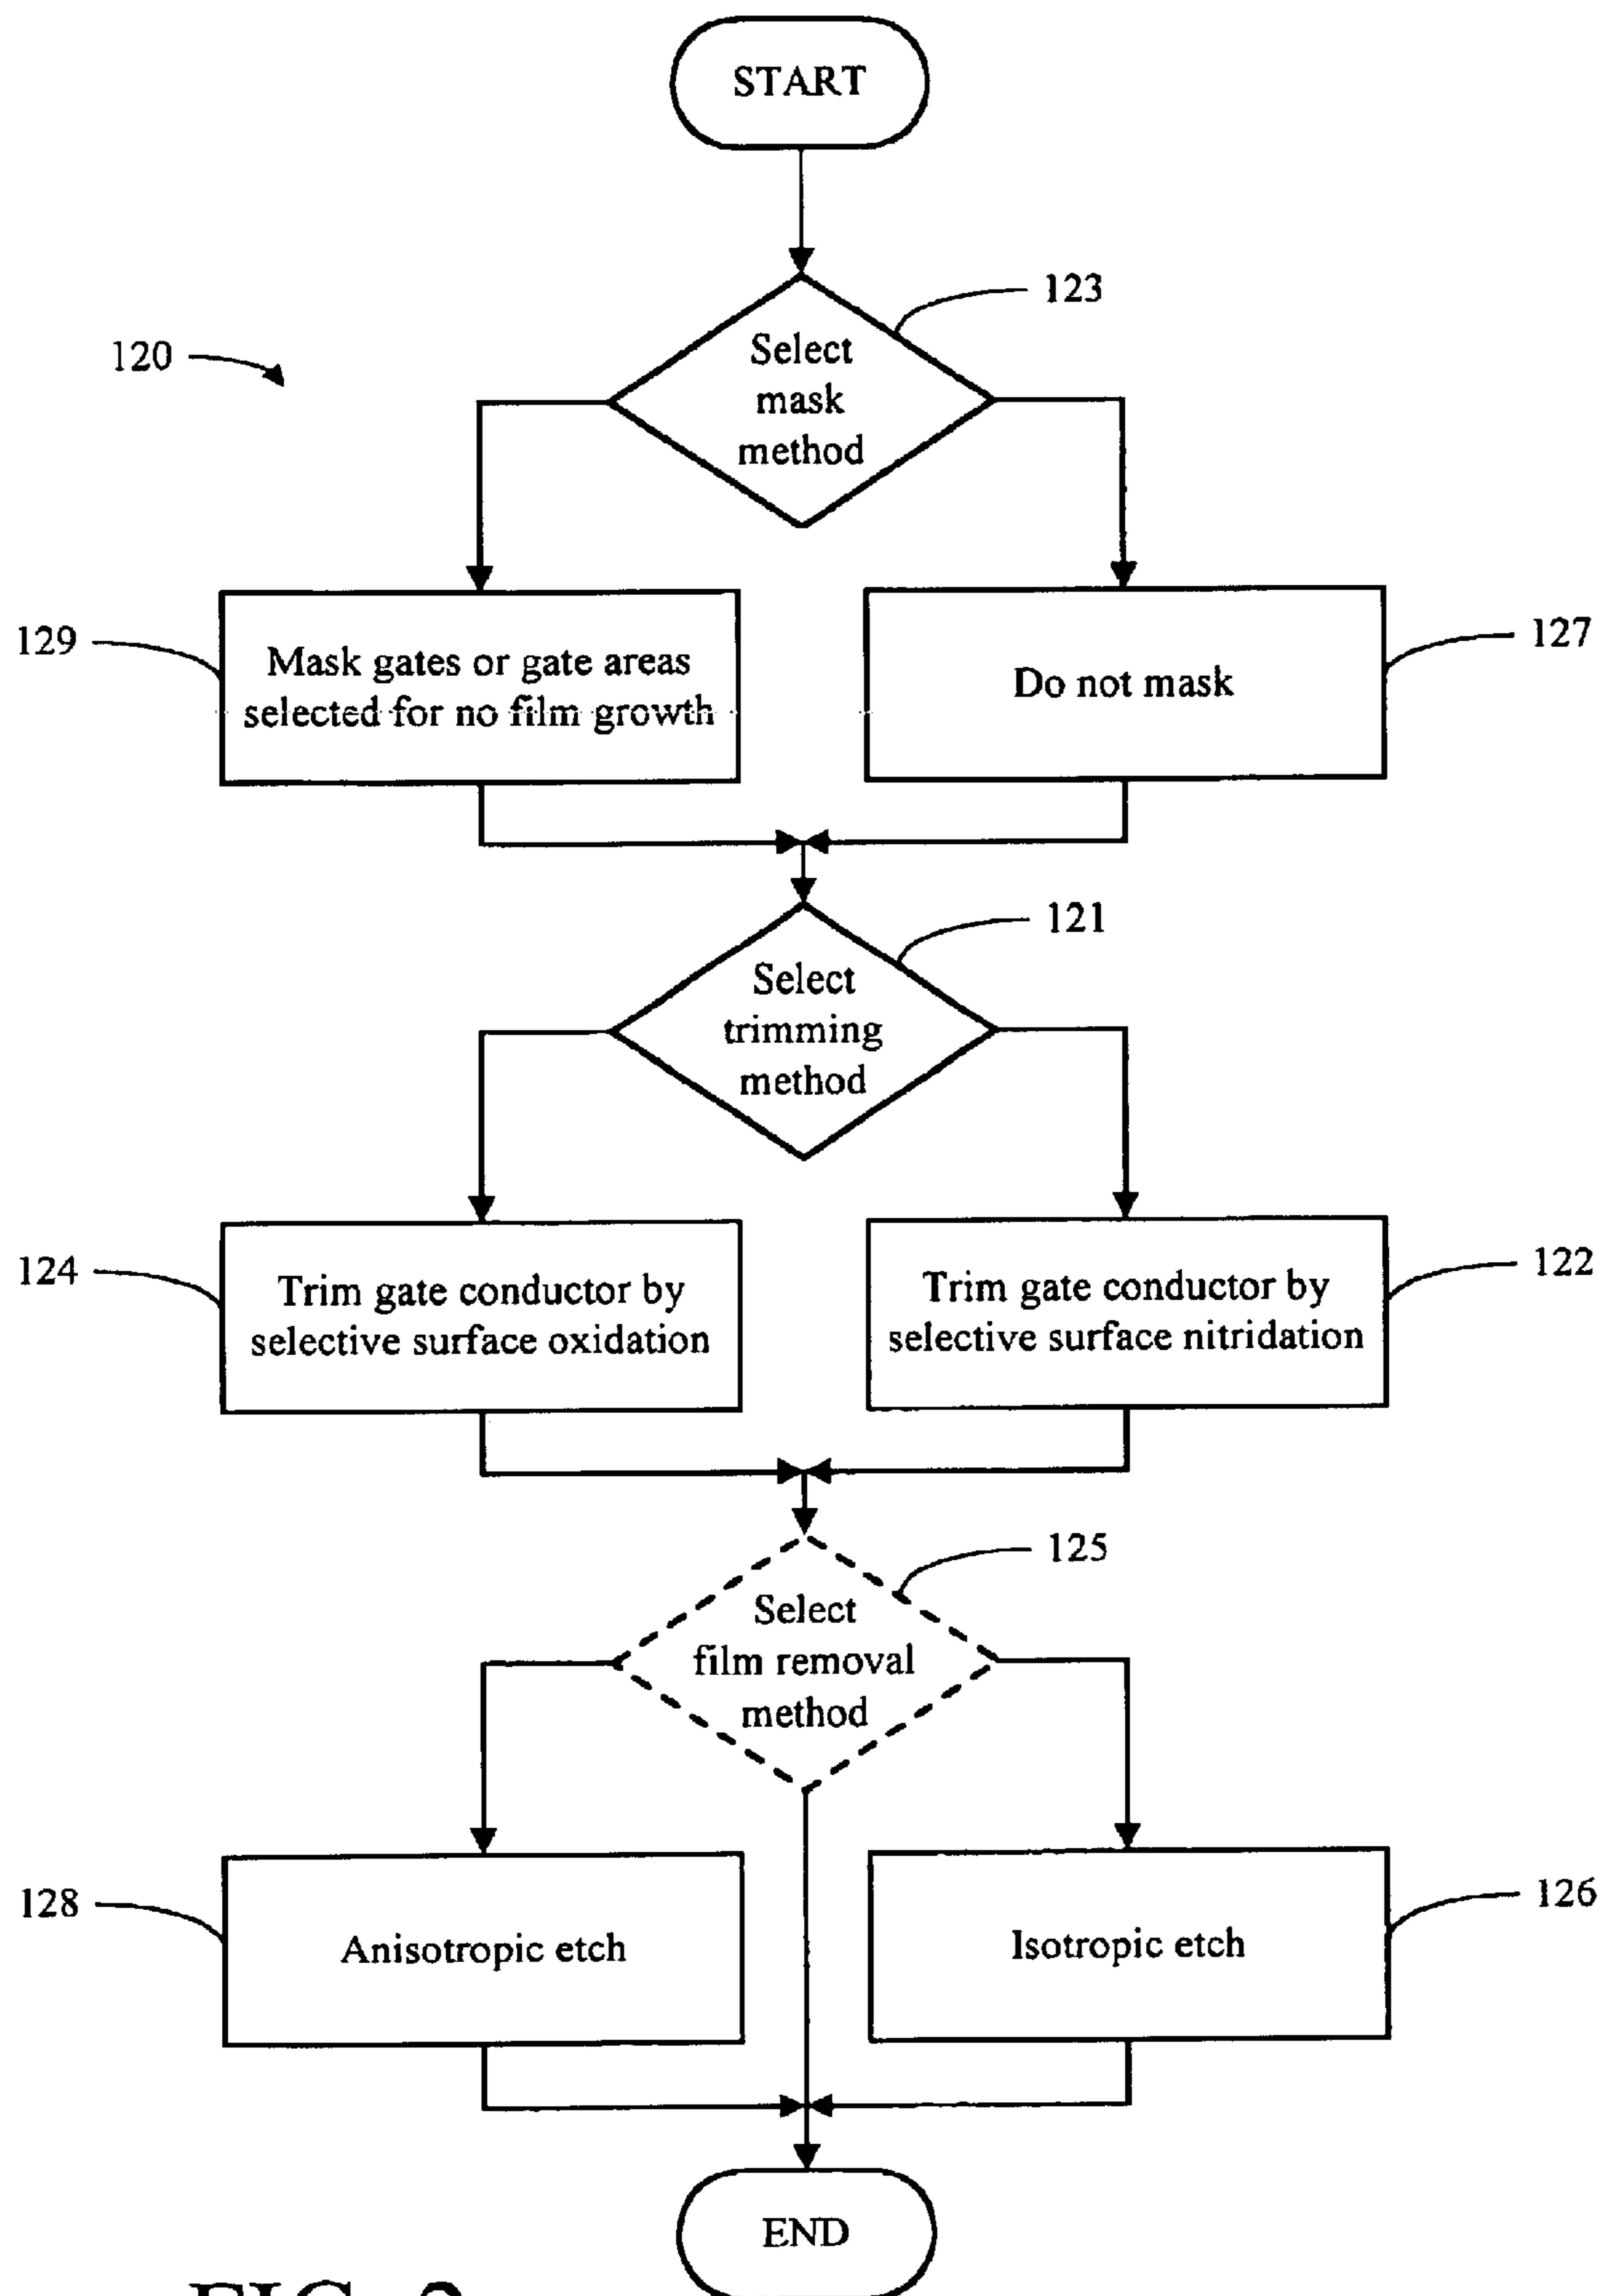 START
123
120
Select
mask
method
129
127
Mask gates or gate areas
selected for no film growth
Do not mask
121
Select
trimming
method
124
122
Trim gate conductor by
selective surface oxidation
Trim gate conductor by
selective surface nitridation
125
Select
film removal
method
128
126
Anisotropic etch
Isotropic etch
END